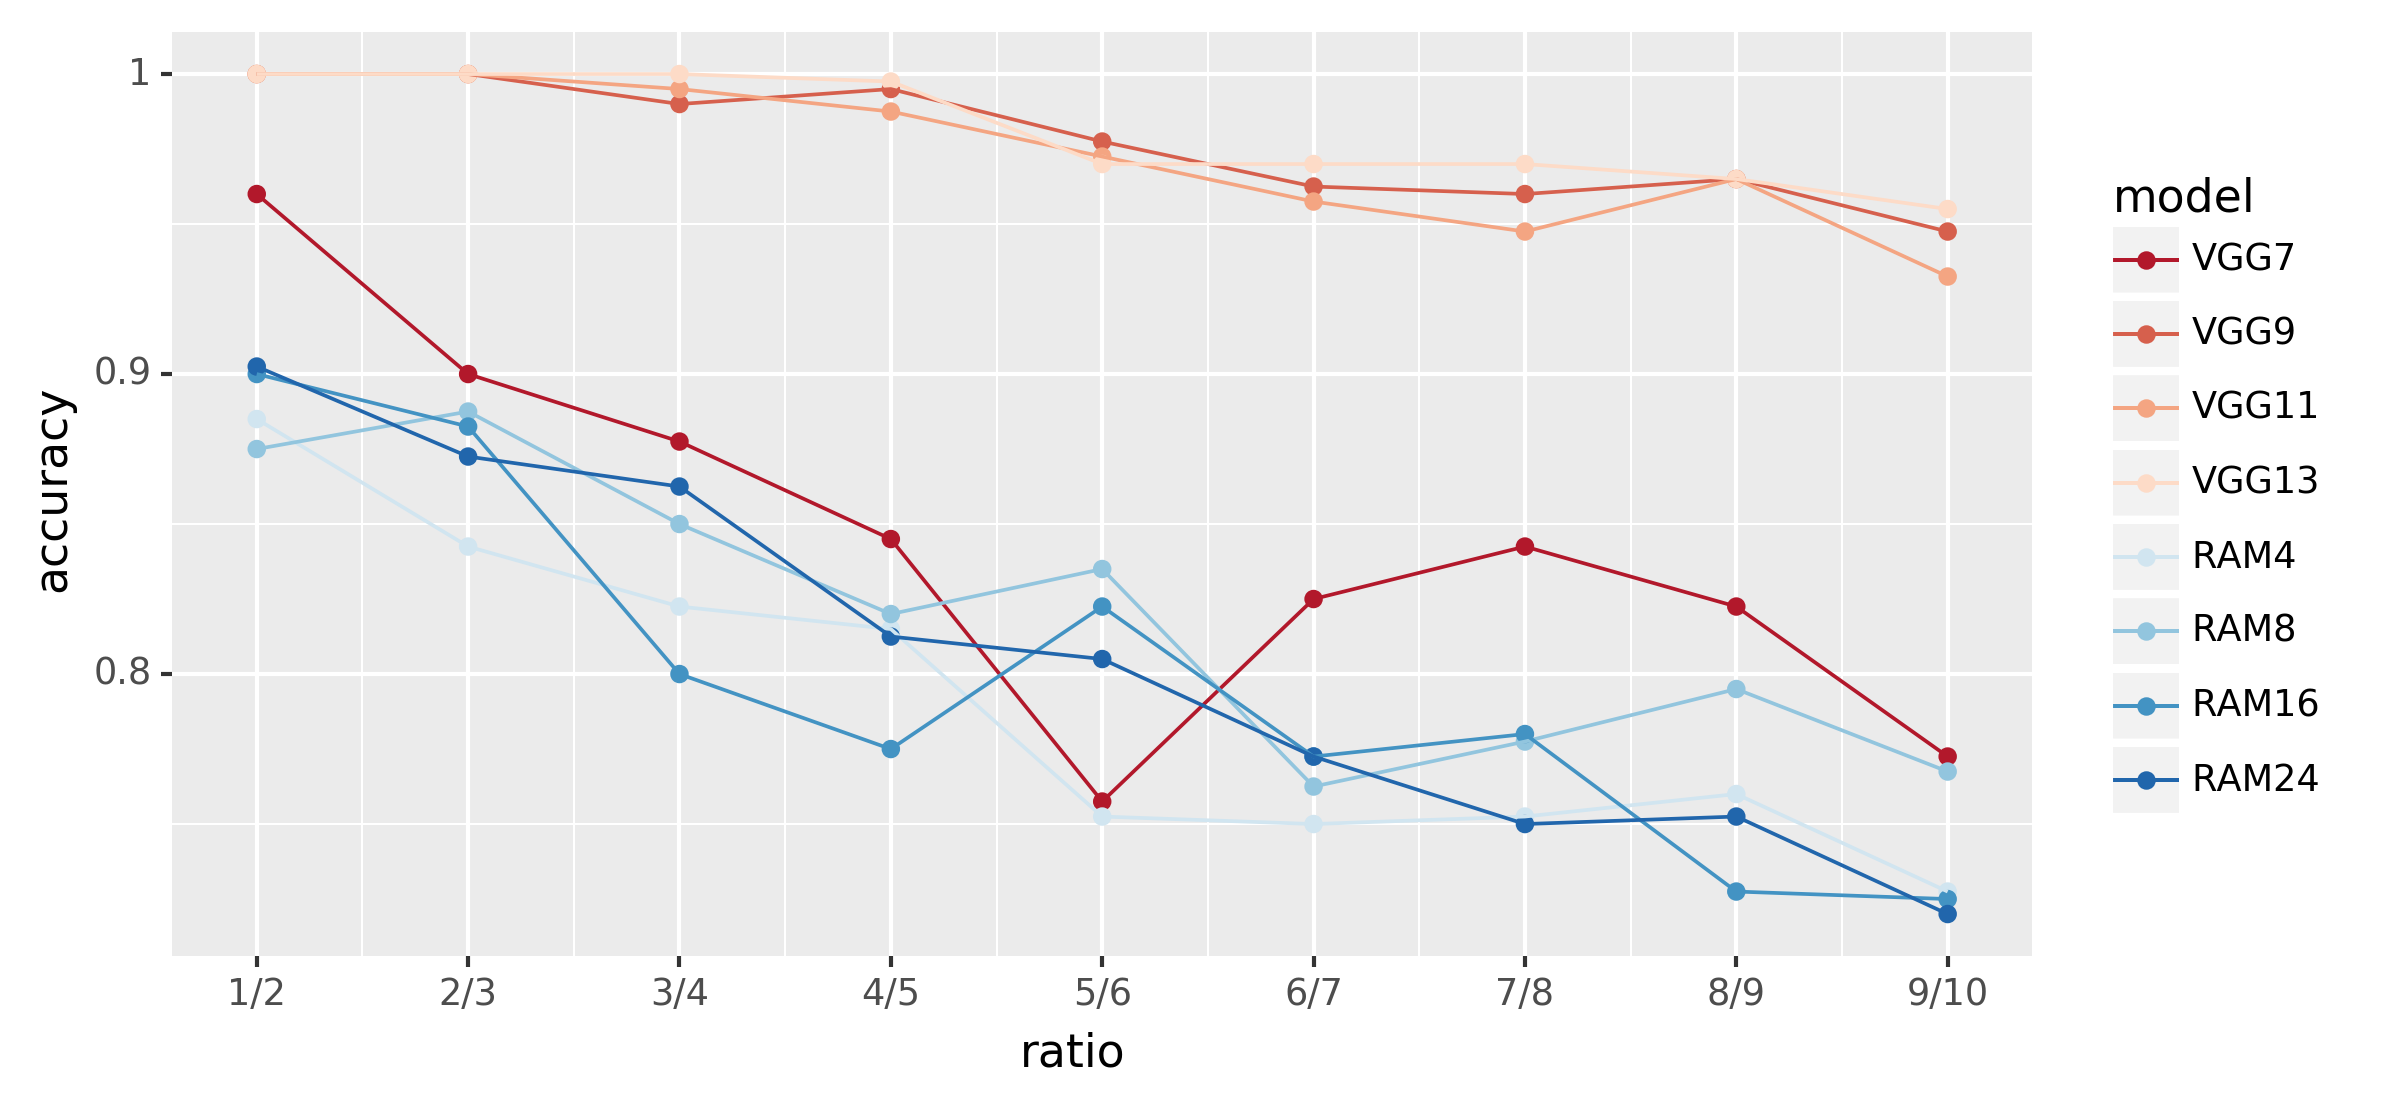 1
0.9
0.8
accuracy
1/2
2/3
3/4
4/5
5/6
6/7
7/8
8/9
9/10
ratio
model
VGG7
VGG9
VGG11
VGG13
RAM4
RAM8
RAM16
RAM24